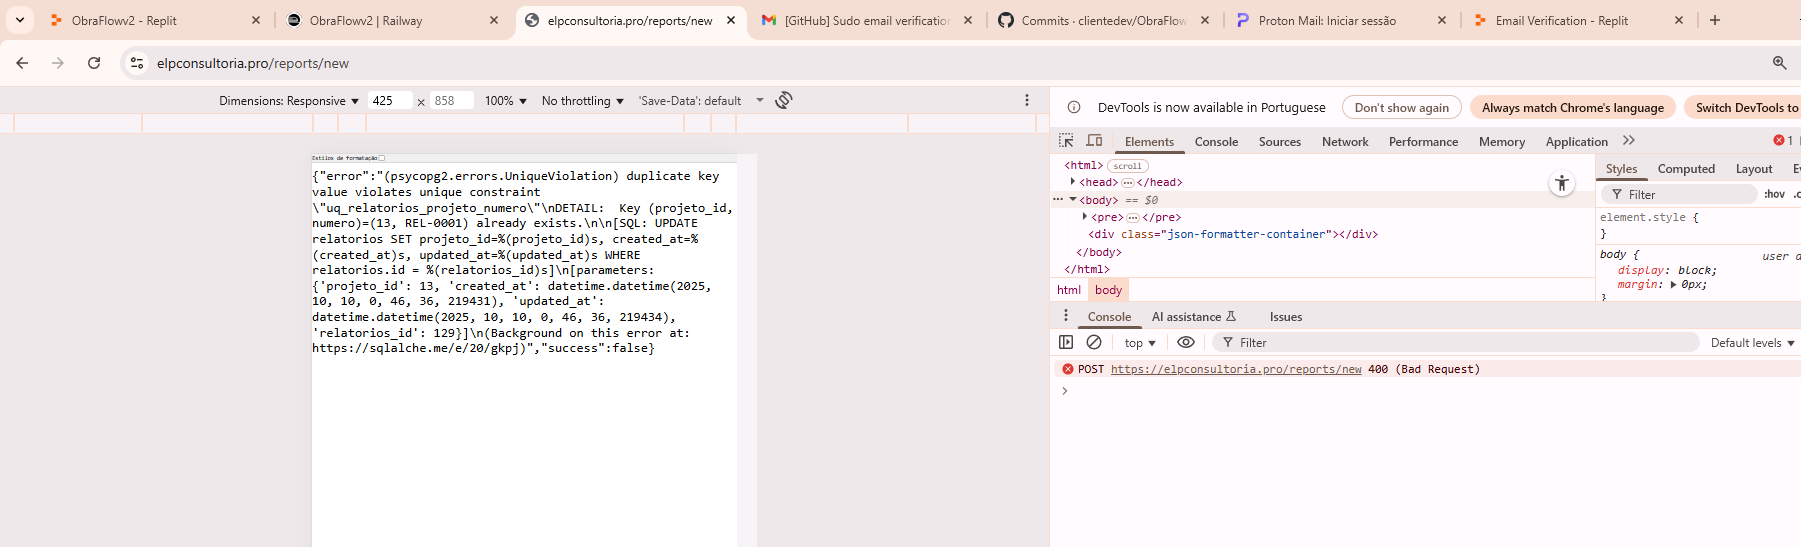 ObraFlowv2 - Replit
ObraFlowv2 | Railway
elpconsultoria.pro/reports/new
[GitHub] Sudo email verificatio
Commits · clientedev/ObraFlow
Proton Mail: Iniciar sessão
Email Verification - Replit
elpconsultoria.pro/reports/new
Dimensions: Responsive 425 × 858 100% No throttling 'Save-Data': default
Estilos de formatação
{"error":"(psycopg2.errors.UniqueViolation) duplicate key
value violates unique constraint
\"uq_relatorios_projeto_numero\"\nDETAIL:  Key (projeto_id,
numero)=(13, REL-0001) already exists.\n\n[SQL: UPDATE
relatorios SET projeto_id=%(projeto_id)s, created_at=%
(created_at)s, updated_at=%(updated_at)s WHERE
relatorios.id = %(relatorios_id)s]\n[parameters:
{'projeto_id': 13, 'created_at': datetime.datetime(2025,
10, 10, 0, 46, 36, 219431), 'updated_at':
datetime.datetime(2025, 10, 10, 0, 46, 36, 219434),
'relatorios_id': 129}]\n(Background on this error at:
https://sqlalche.me/e/20/gkpj)","success":false}
DevTools is now available in Portuguese Don't show again Always match Chrome's language Switch DevTools to
Elements Console Sources Network Performance Memory Application 1
<html> scroll
<head> </head>
<body> == $0
<pre> </pre>
<div class="json-formatter-container"></div>
</body>
</html>
html body
Styles Computed Layout
Filter :hov
element.style {
}
body { user a
display: block;
margin: 0px;
}
Console AI assistance Issues
top Filter Default levels
POST https://elpconsultoria.pro/reports/new 400 (Bad Request)